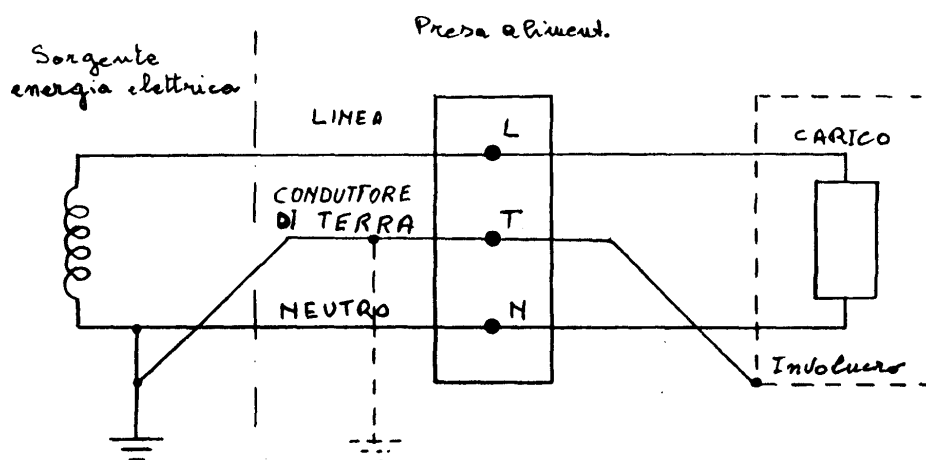 Presa aliment.
Sorgente
energia elettrica
LINEA
L
CARICO
CONDUTTORE
DI TERRA
T
NEUTRO
N
Involucro